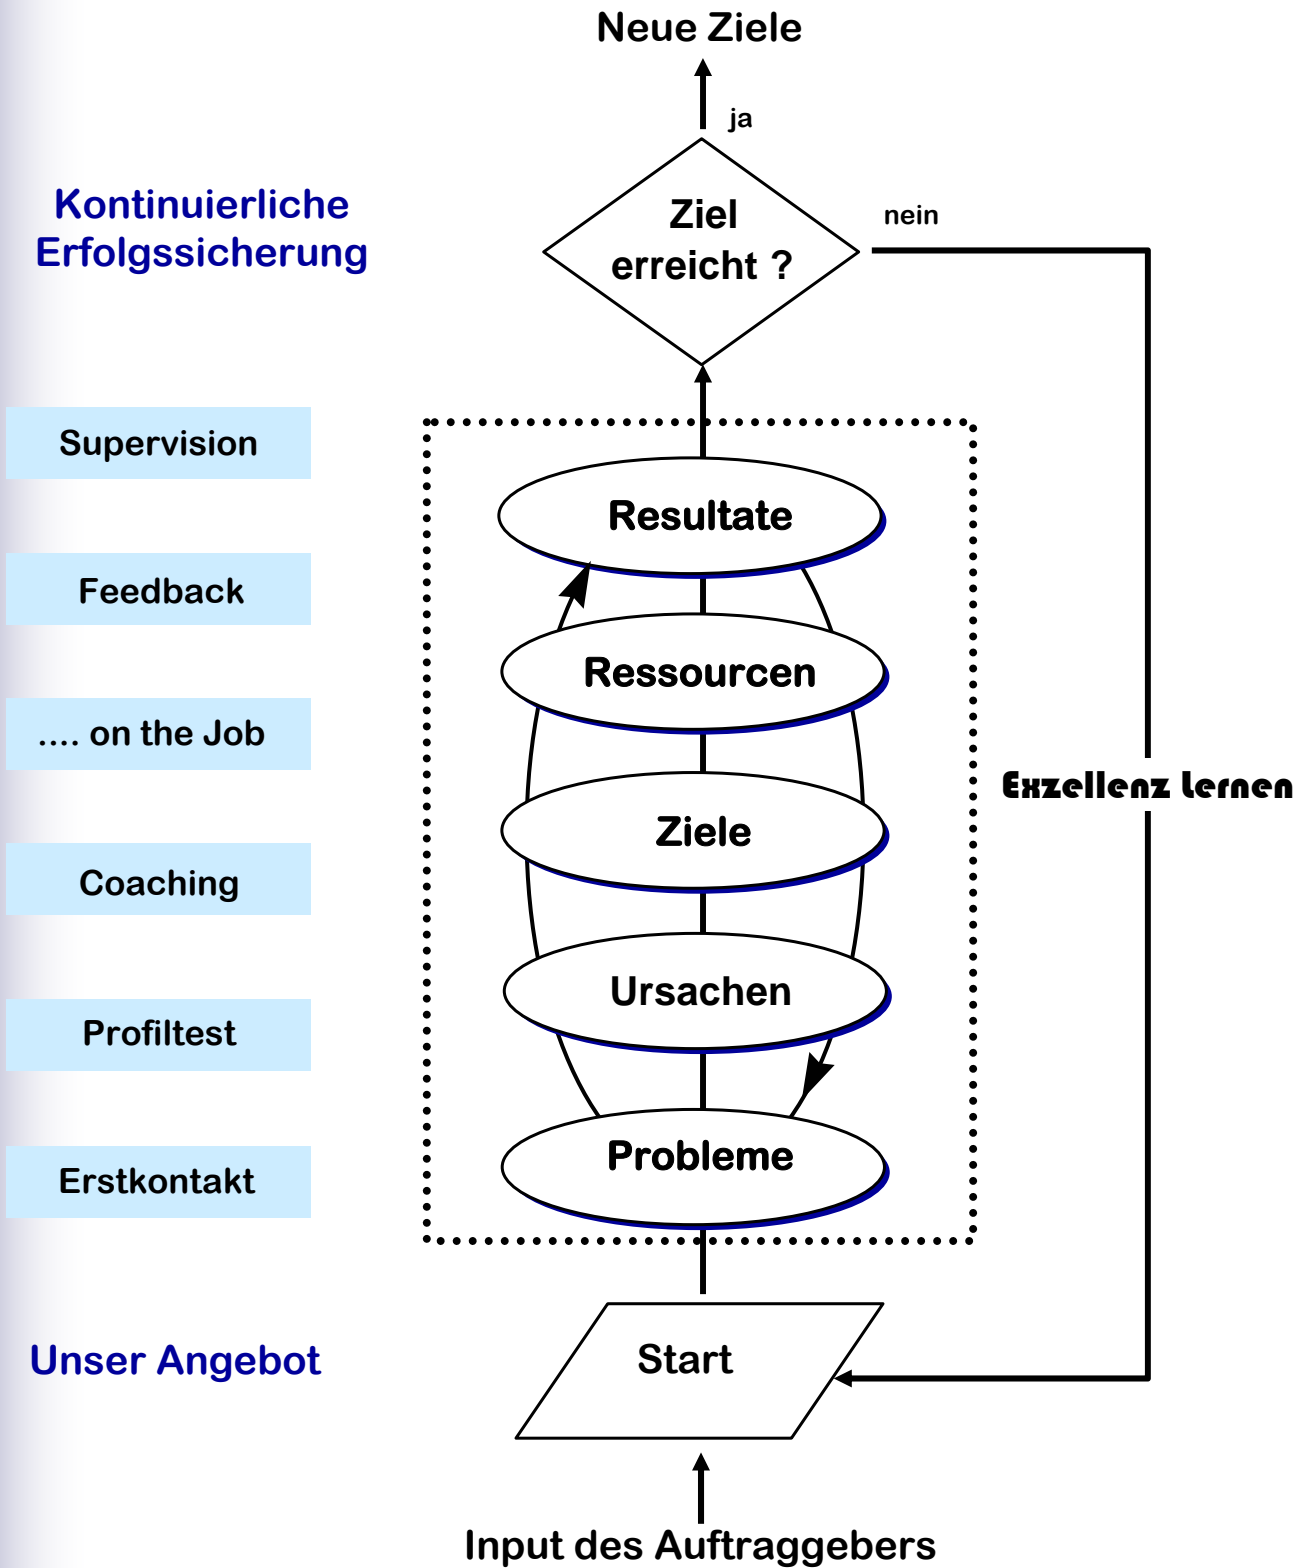 Neue Ziele
ja
Kontinuierliche
Erfolgssicherung
Ziel
erreicht ?
nein
Supervision
Resultate
Feedback
Ressourcen
.... on the Job
Exzellenz Lernen
Ziele
Coaching
Ursachen
Profiltest
Probleme
Erstkontakt
Unser Angebot
Start
Input des Auftraggebers